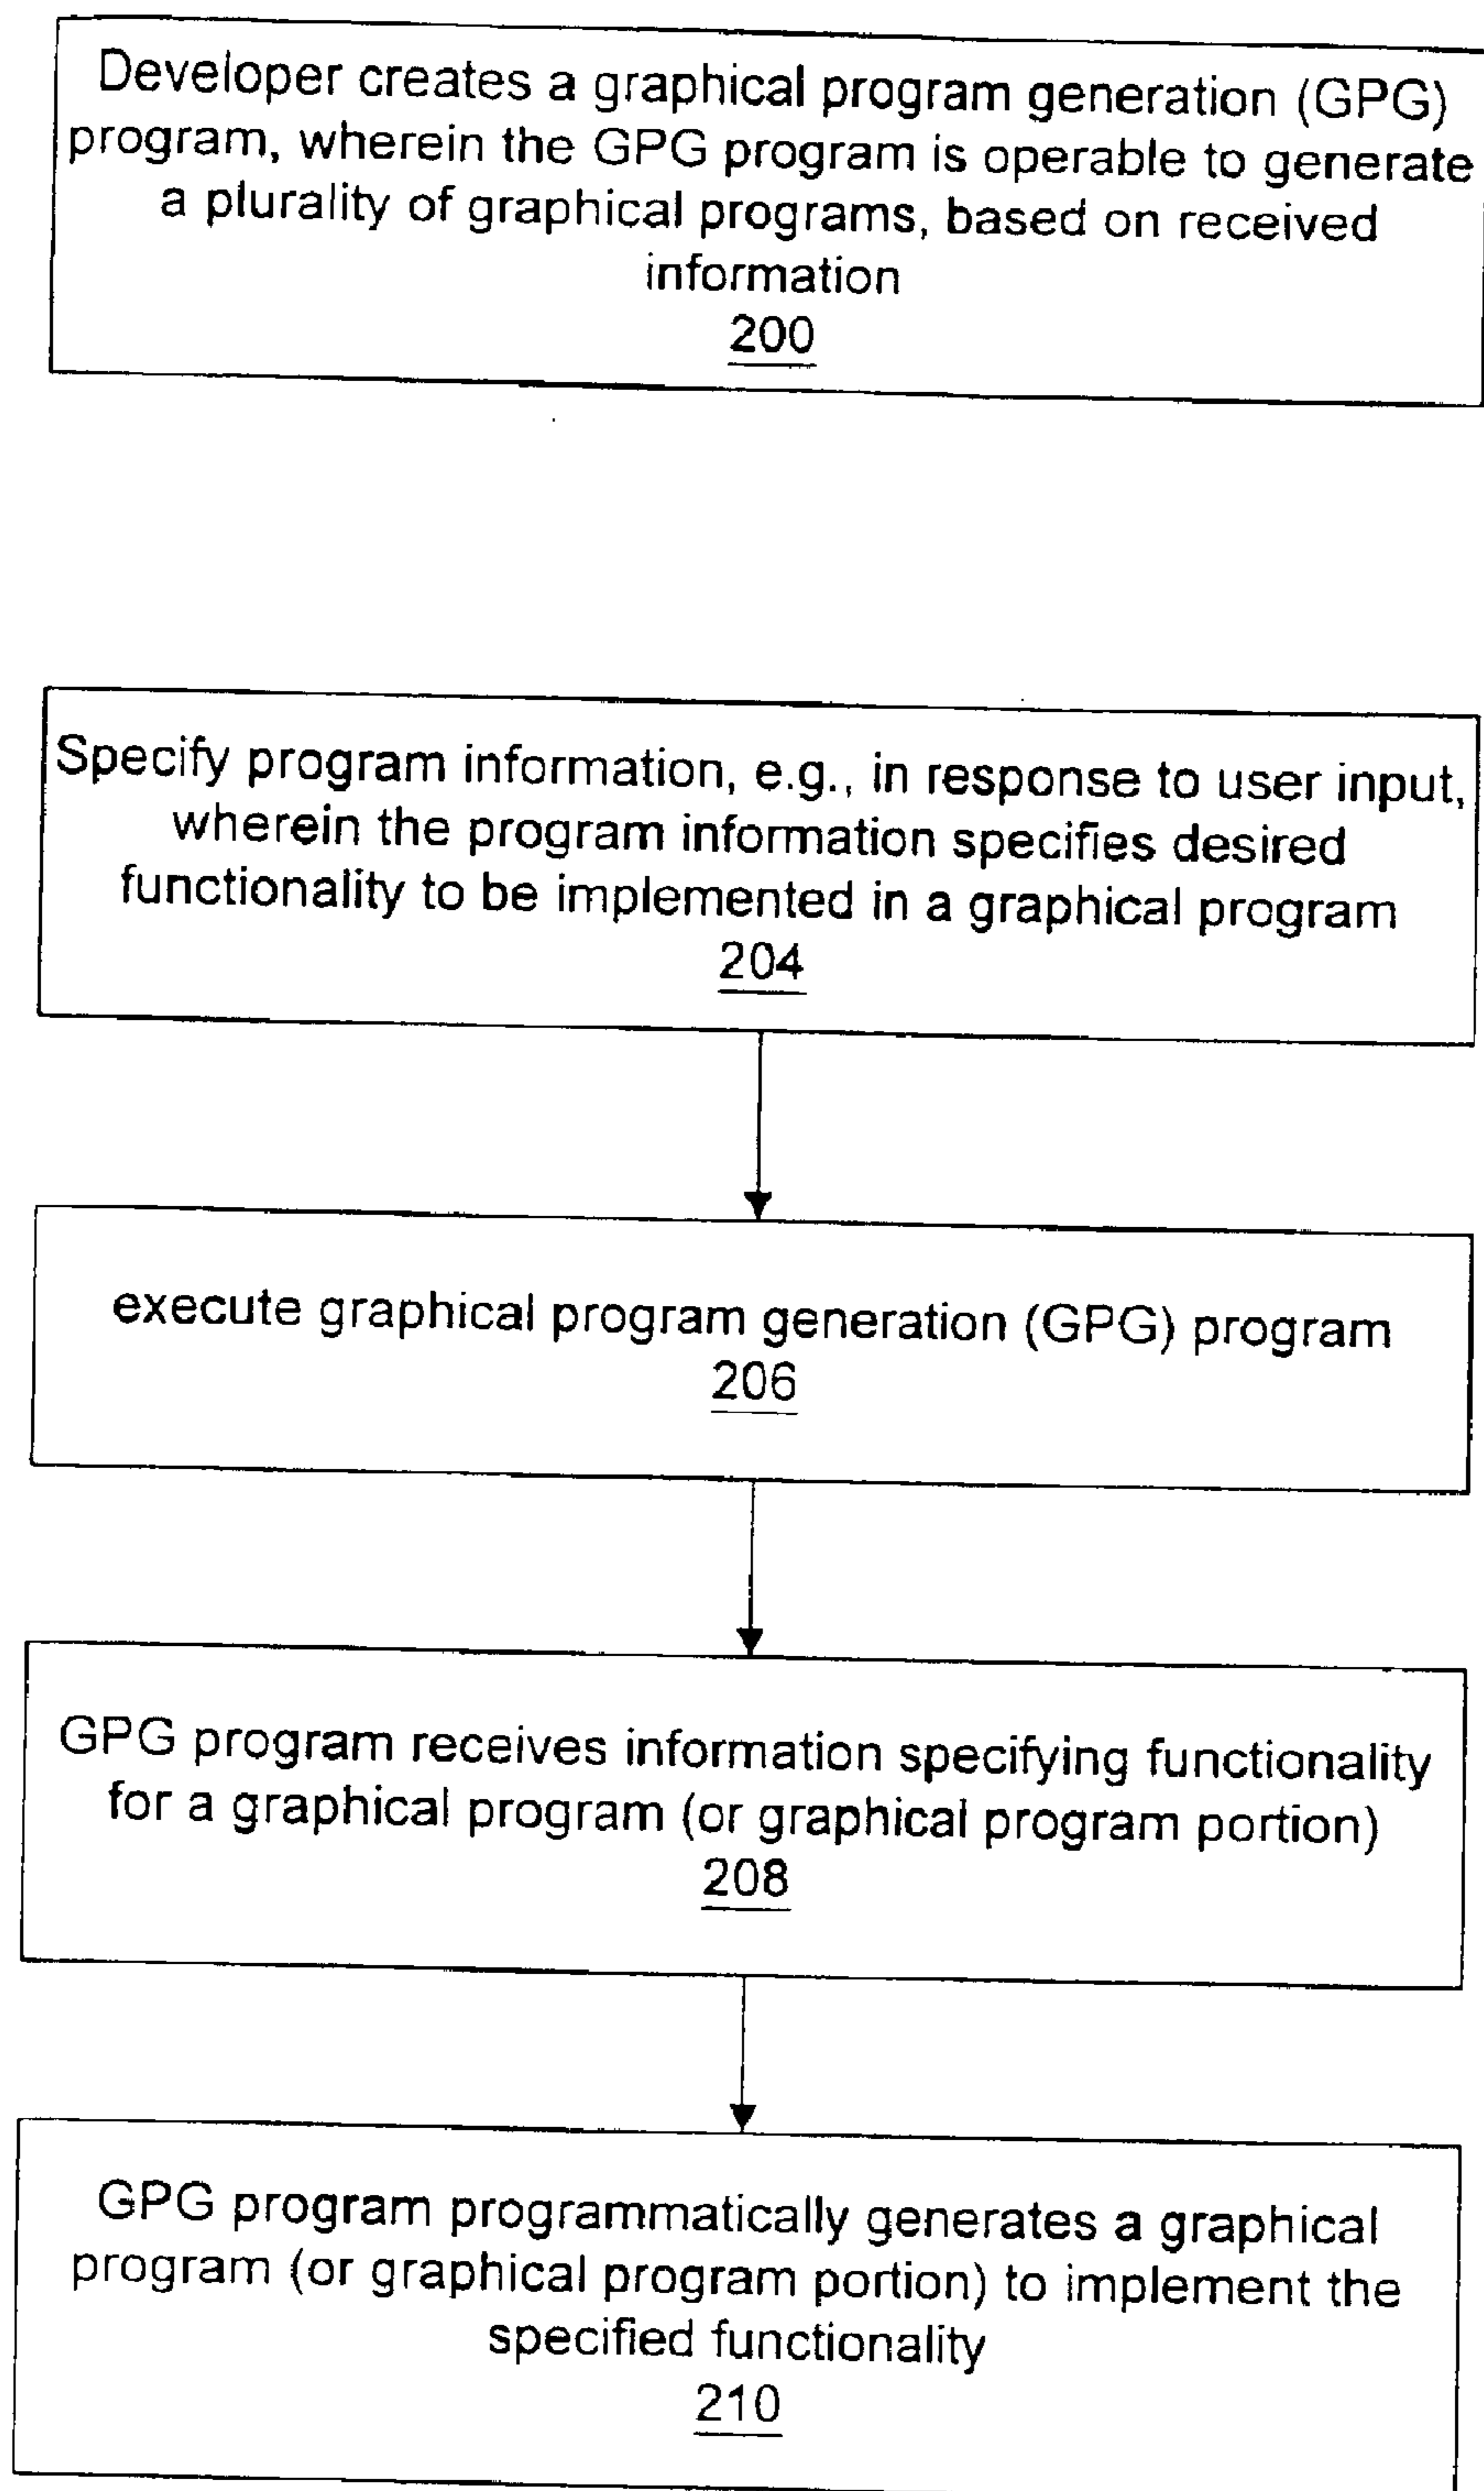 Developer creates a graphical program generation (GPG)
program, wherein the GPG program is operable to generate
a plurality of graphical programs, based on received
information
200
Specify program information, e.g., in response to user input,
wherein the program information specifies desired
functionality to be implemented in a graphical program
204
execute graphical program generation (GPG) program
206
GPG program receives information specifying functionality
for a graphical program (or graphical program portion)
208
GPG program programmatically generates a graphical
program (or graphical program portion) to implement the
specified functionality
210